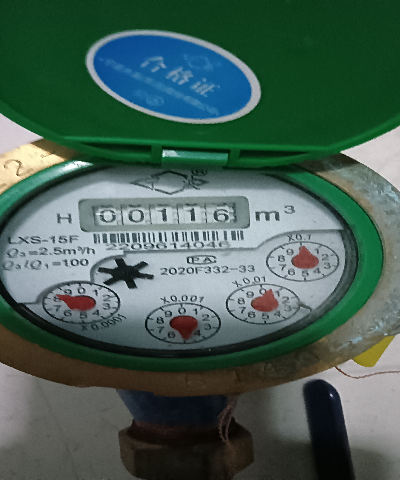 合格证
H 00116 m³
LXS-15F
2209614046
Q₃=2.5m³/h
Q₃/Q₁=100
PA
2020F332-33
X0.1
X0.01
X0.001
X0.0001